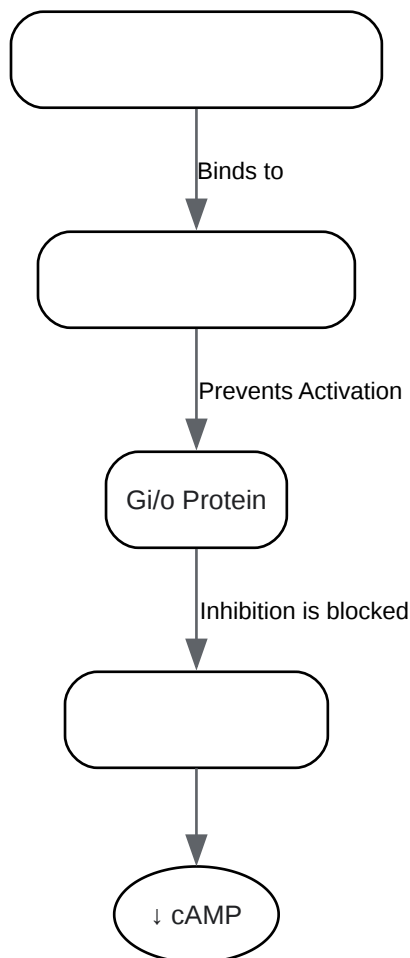 Binds to
Prevents Activation
Gi/o Protein
Inhibition is blocked
↓ cAMP